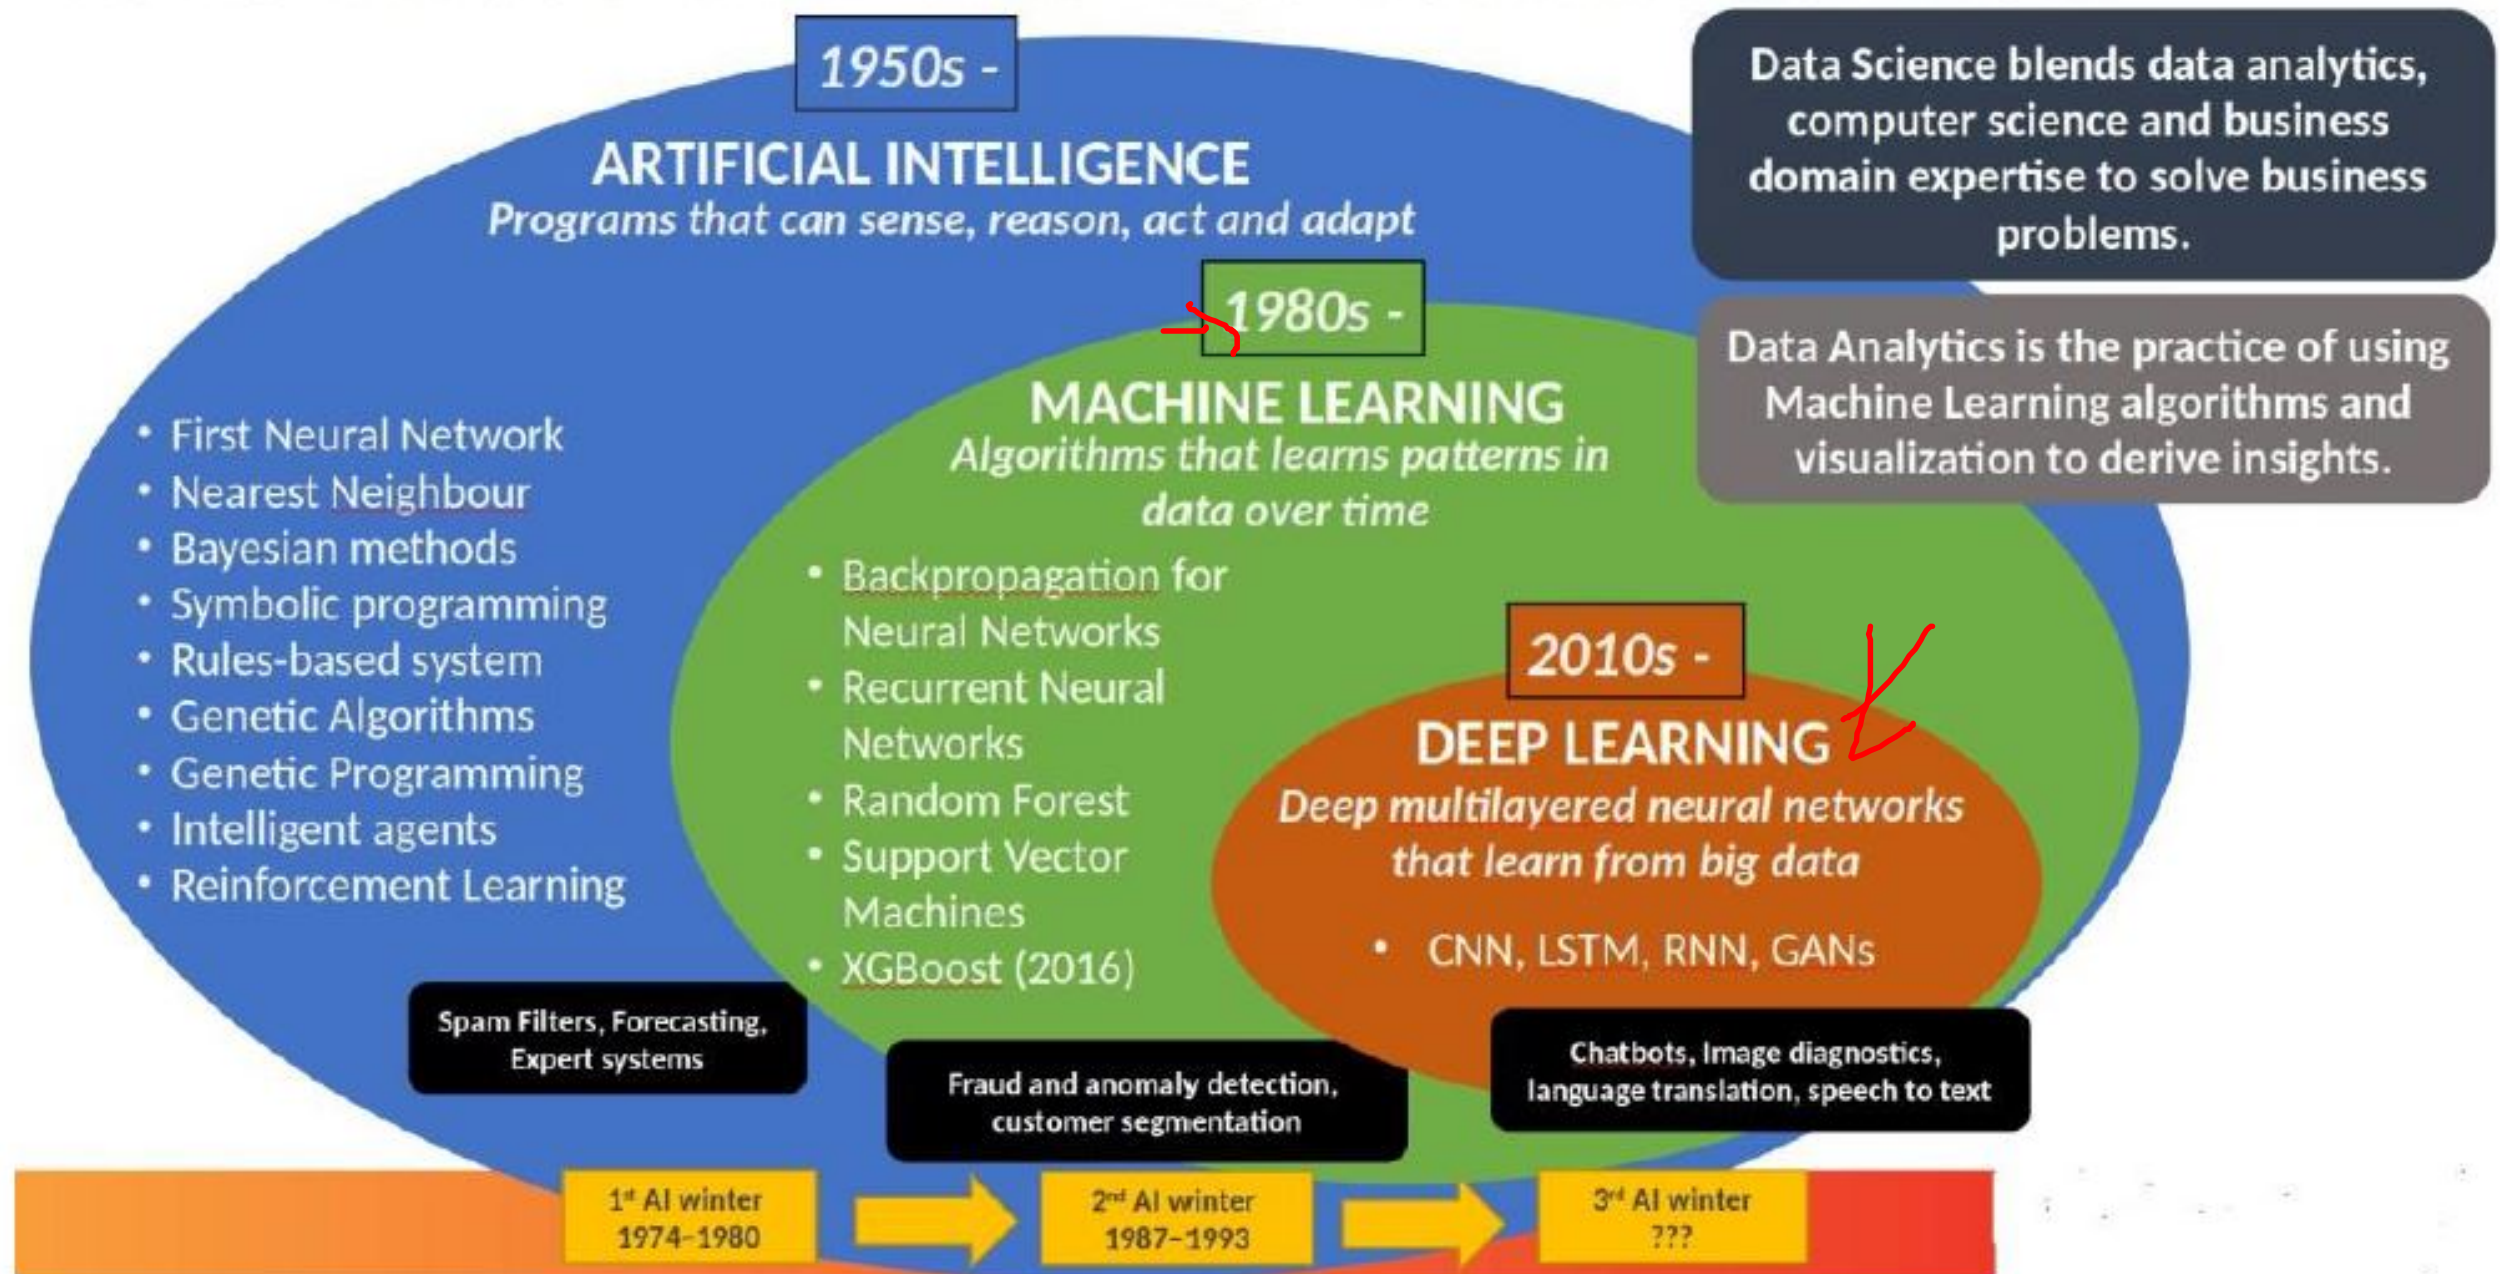 1950s -
ARTIFICIAL INTELLIGENCE
Programs that can sense, reason, act and adapt
Data Science blends data analytics,
computer science and business
domain expertise to solve business
problems.
Data Analytics is the practice of using
Machine Learning algorithms and
visualization to derive insights.
• First Neural Network
• Nearest Neighbour
• Bayesian methods
• Symbolic programming
• Rules-based system
• Genetic Algorithms
• Genetic Programming
• Intelligent agents
• Reinforcement Learning
1980s -
MACHINE LEARNING
Algorithms that learns patterns in
data over time
• Backpropagation for
Neural Networks
• Recurrent Neural
Networks
• Random Forest
• Support Vector
Machines
• XGBoost (2016)
2010s -
DEEP LEARNING
Deep multilayered neural networks
that learn from big data
• CNN, LSTM, RNN, GANs
Spam Filters, Forecasting,
Expert systems
Fraud and anomaly detection,
customer segmentation
Chatbots, Image diagnostics,
language translation, speech to text
1st AI winter
1974–1980
2nd AI winter
1987–1993
3rd AI winter
???